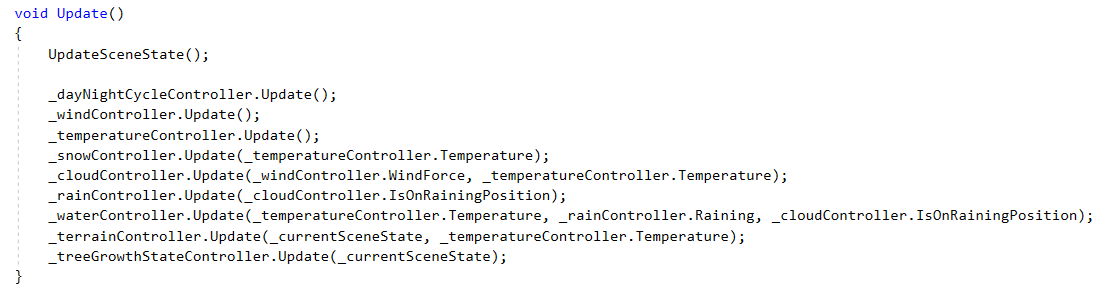 void Update()
{
UpdateSceneState();
_dayNightCycleController.Update();
_windController.Update();
_temperatureController.Update();
_snowController.Update(_temperatureController.Temperature);
_cloudController.Update(_windController.WindForce, _temperatureController.Temperature);
_rainController.Update(_cloudController.IsOnRainingPosition);
_waterController.Update(_temperatureController.Temperature, _rainController.Raining, _cloudController.IsOnRainingPosition);
_terrainController.Update(_currentSceneState, _temperatureController.Temperature);
_treeGrowthStateController.Update(_currentSceneState);
}